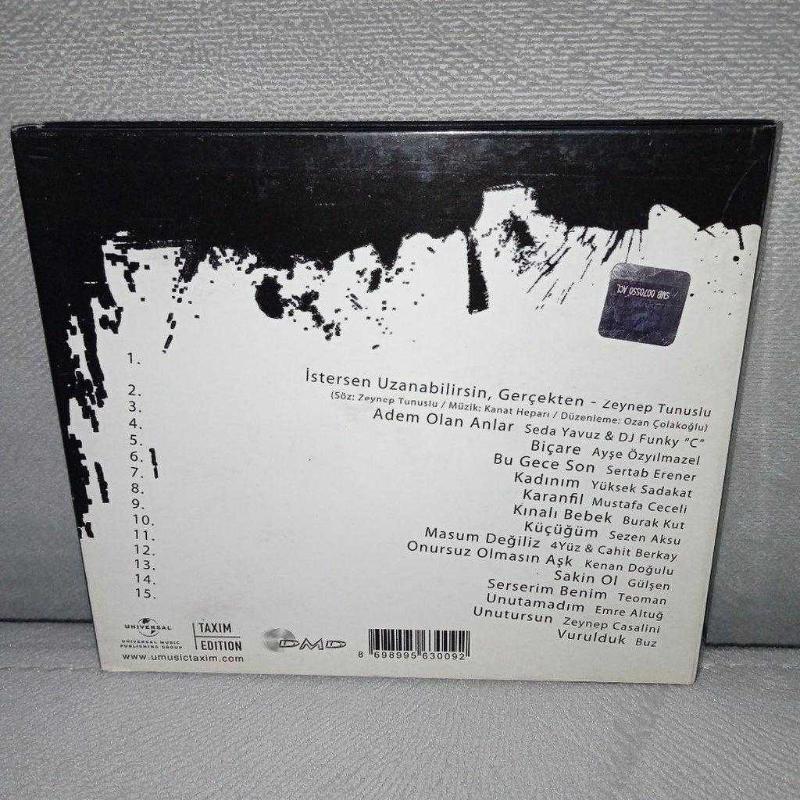 SMB 0070550 ACL
1.
İstersen Uzanabilirsin, Gerçekten - Zeynep Tunuslu
(Söz: Zeynep Tunuslu / Müzik: Kanat Heparı / Düzenleme: Ozan Çolakoğlu)
2. Adem Olan Anlar Seda Yavuz & DJ Funky "C"
3. Biçare Ayşe Özyılmazel
4. Bu Gece Son Sertab Erener
5. Kadınım Yüksek Sadakat
6. Karanfil Mustafa Ceceli
7. Kınalı Bebek Burak Kut
8. Küçüğüm Sezen Aksu
9. Masum Değiliz 4Yüz & Cahit Berkay
10. Onursuz Olmasın Aşk Kenan Doğulu
11. Sakin Ol Gülşen
12. Serserim Benim Teoman
13. Unutamadım Emre Altuğ
14. Unutursun Zeynep Casalini
15. Vurulduk Buz
UNIVERSAL
UNIVERSAL MUSIC
PUBLISHING GROUP
www.umusictaxim.com
TAXIM
EDITION
DMD
8 698995 630092